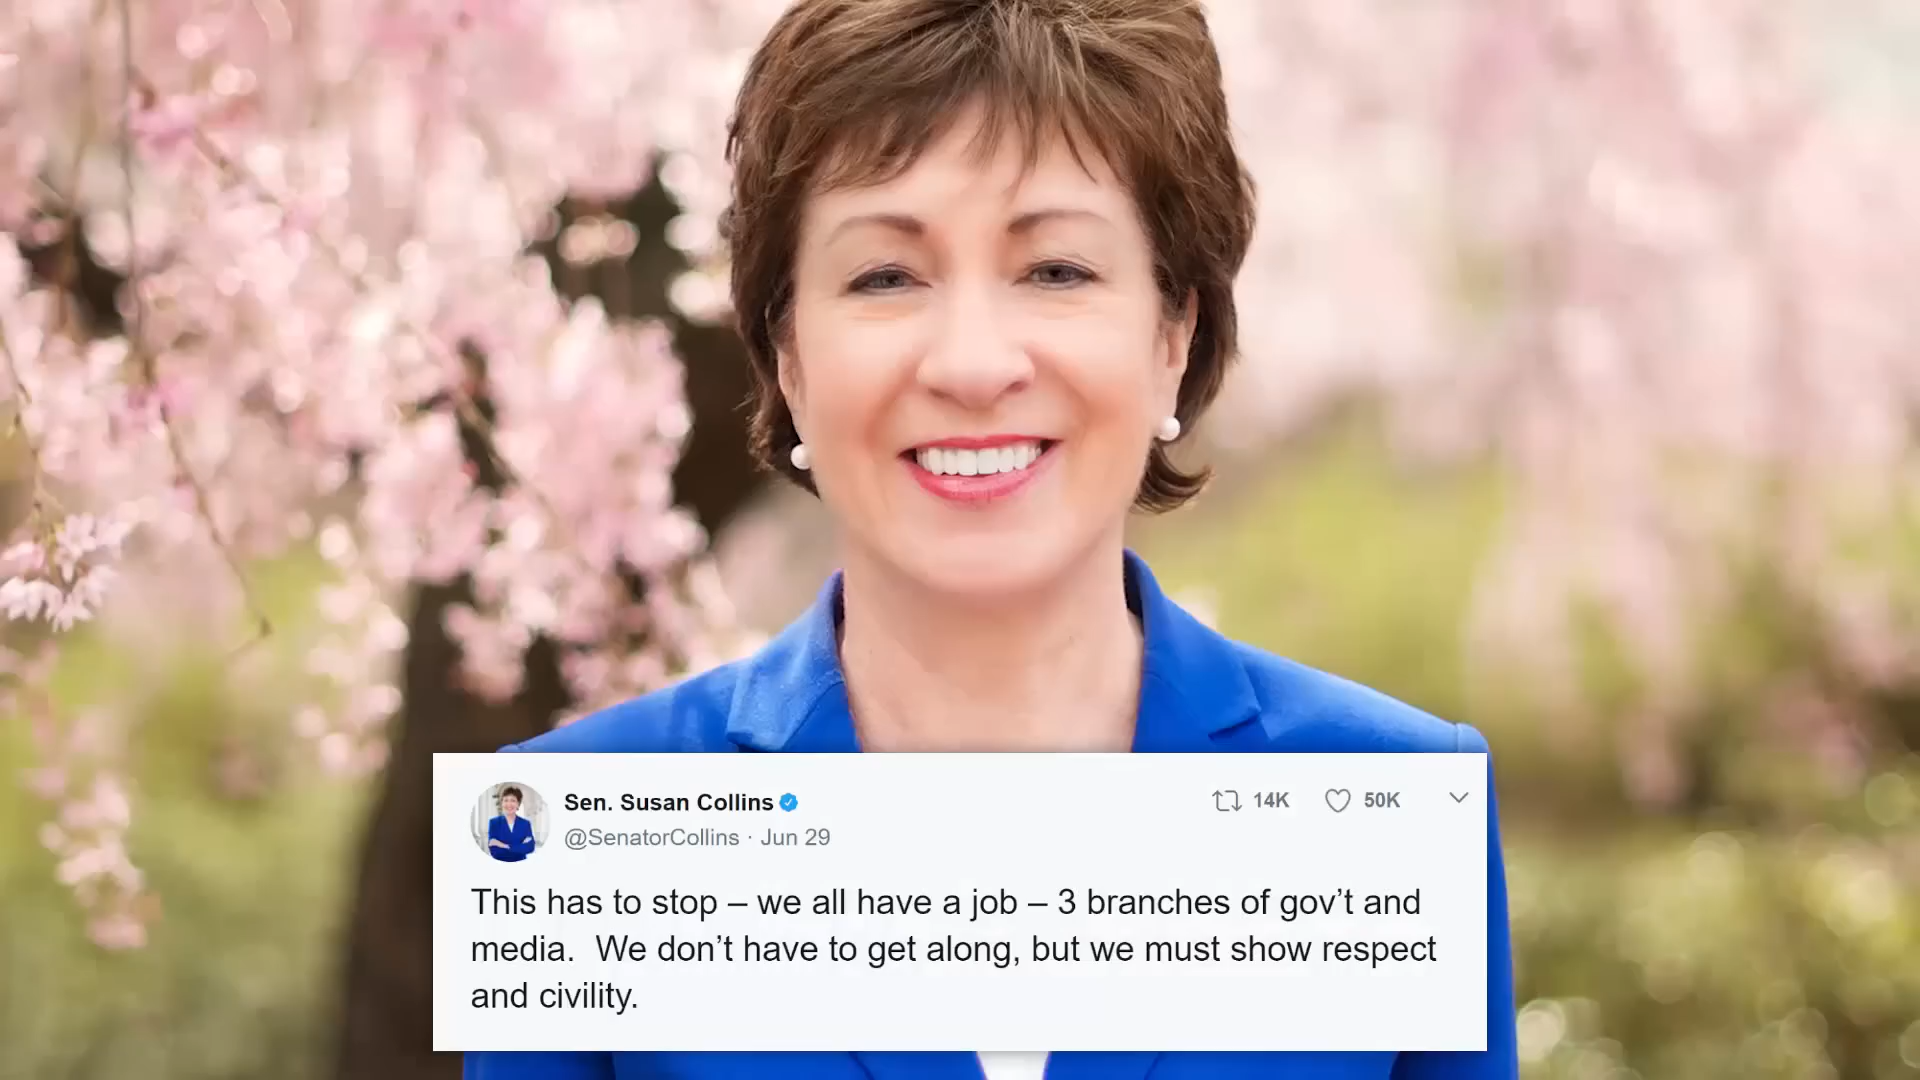 Sen. Susan Collins
14K 50K
@SenatorCollins · Jun 29
This has to stop – we all have a job – 3 branches of gov’t and
media.  We don’t have to get along, but we must show respect
and civility.